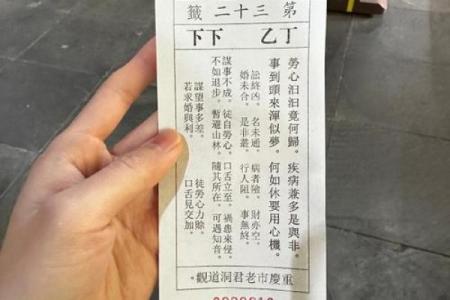 第三十二籤
丁乙 下下
勞心汩汩竟何歸。疾病兼多是與非。
事到頭來渾似夢。何如休要用心機。
訟終凶。名未通。病者險。財亦空。
婚未合。是非叢。行人阻。事無終。
謀事不成。徒自勞心。口舌立至。禍患來侵。
不如退步。暫避山林。隨其所在。可遇知音。
謀望事多差。徒勞心力賒。
若求婚與利。口舌見交加。
重慶市老君洞道觀。